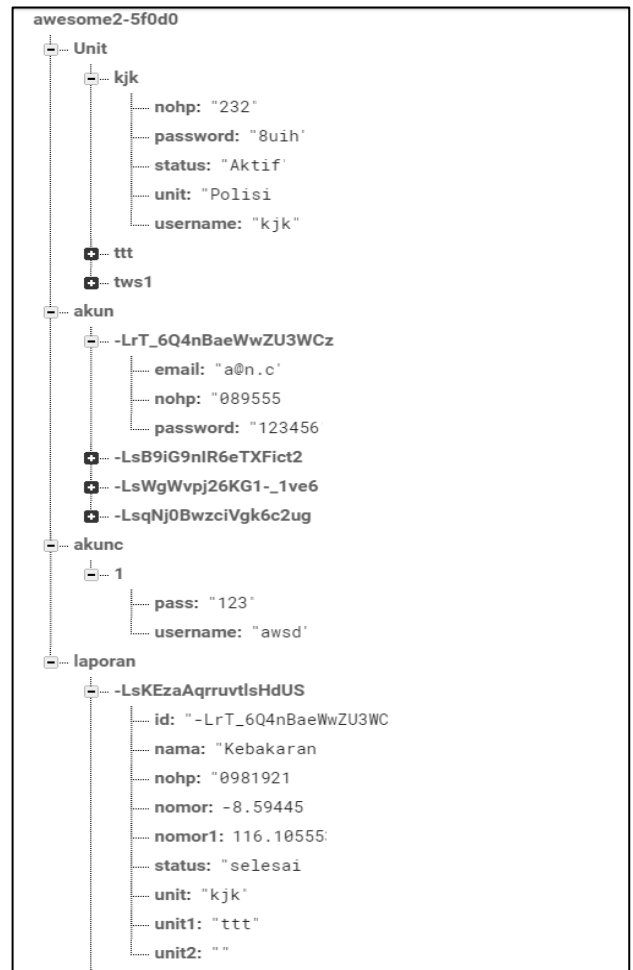 awesome2-5f0d0
Unit
kjk
nohp: "232"
password: "8uih'
status: "Aktif'
unit: "Polisi
username: "kjk"
ttt
tws1
akun
-LrT_6Q4nBaeWwZU3WCz
email: "a@n.c'
nohp: "089555
password: "123456
-LsB9iG9nIR6eTXFict2
-LsWgWvpj26KG1-_1ve6
-LsqNj0BwzciVgk6c2ug
akunc
1
pass: "123"
username: "awsd'
laporan
-LsKEzaAqrruvtlsHdUS
id: "-LrT_6Q4nBaeWwZU3WC
nama: "Kebakaran
nohp: "0981921
nomor: -8.59445
nomor1: 116.10555
status: "selesai
unit: "kjk"
unit1: "ttt"
unit2: ""